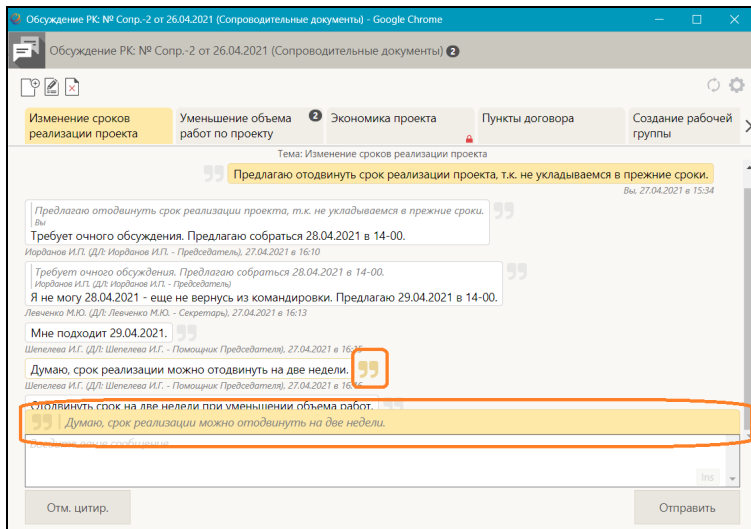 Обсуждение РК: № Сопр.-2 от 26.04.2021 (Сопроводительные документы) - Google Chrome
Обсуждение РК: № Сопр.-2 от 26.04.2021 (Сопроводительные документы) 2
Изменение сроков
реализации проекта
Уменьшение объема
работ по проекту
2
Экономика проекта
Пункты договора
Создание рабочей
группы
Тема: Изменение сроков реализации проекта
Предлагаю отодвинуть срок реализации проекта, т.к. не укладываемся в прежние сроки.
Вы, 27.04.2021 в 15:34
Предлагаю отодвинуть срок реализации проекта, т.к. не укладываемся в прежние сроки.
Вы
Требует очного обсуждения. Предлагаю собраться 28.04.2021 в 14-00.
Иорданов И.П. (ДЛ: Иорданов И.П. - Председатель), 27.04.2021 в 16:10
Требует очного обсуждения. Предлагаю собраться 28.04.2021 в 14-00.
Иорданов И.П. (ДЛ: Иорданов И.П. - Председатель)
Я не могу 28.04.2021 - еще не вернусь из командировки. Предлагаю 29.04.2021 в 14-00.
Левченко М.Ю. (ДЛ: Левченко М.Ю. - Секретарь), 27.04.2021 в 16:13
Мне подходит 29.04.2021.
Шепелева И.Г. (ДЛ: Шепелева И.Г. - Помощник Председателя), 27.04.2021 в 16:15
Думаю, срок реализации можно отодвинуть на две недели.
Шепелева И.Г. (ДЛ: Шепелева И.Г. - Помощник Председателя), 27.04.2021 в 16:16
Отодвинуть срок на две недели при уменьшении объема работ.
Думаю, срок реализации можно отодвинуть на две недели.
Введите ваше сообщение
Ins
Отм. цитир.
Отправить